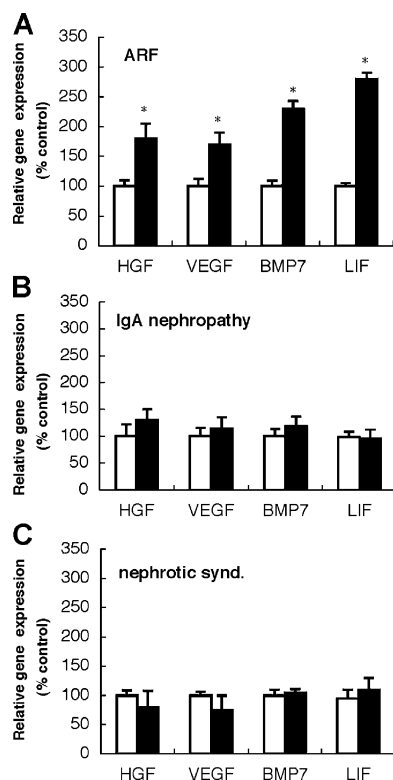 A
ARF
Relative gene expression
(% control)
350
300
250
200
150
100
50
0
*
*
*
*
HGF VEGF BMP7 LIF
B
IgA nephropathy
Relative gene expression
(% control)
350
300
250
200
150
100
50
0
HGF VEGF BMP7 LIF
C
nephrotic synd.
Relative gene expression
(% control)
350
300
250
200
150
100
50
0
HGF VEGF BMP7 LIF